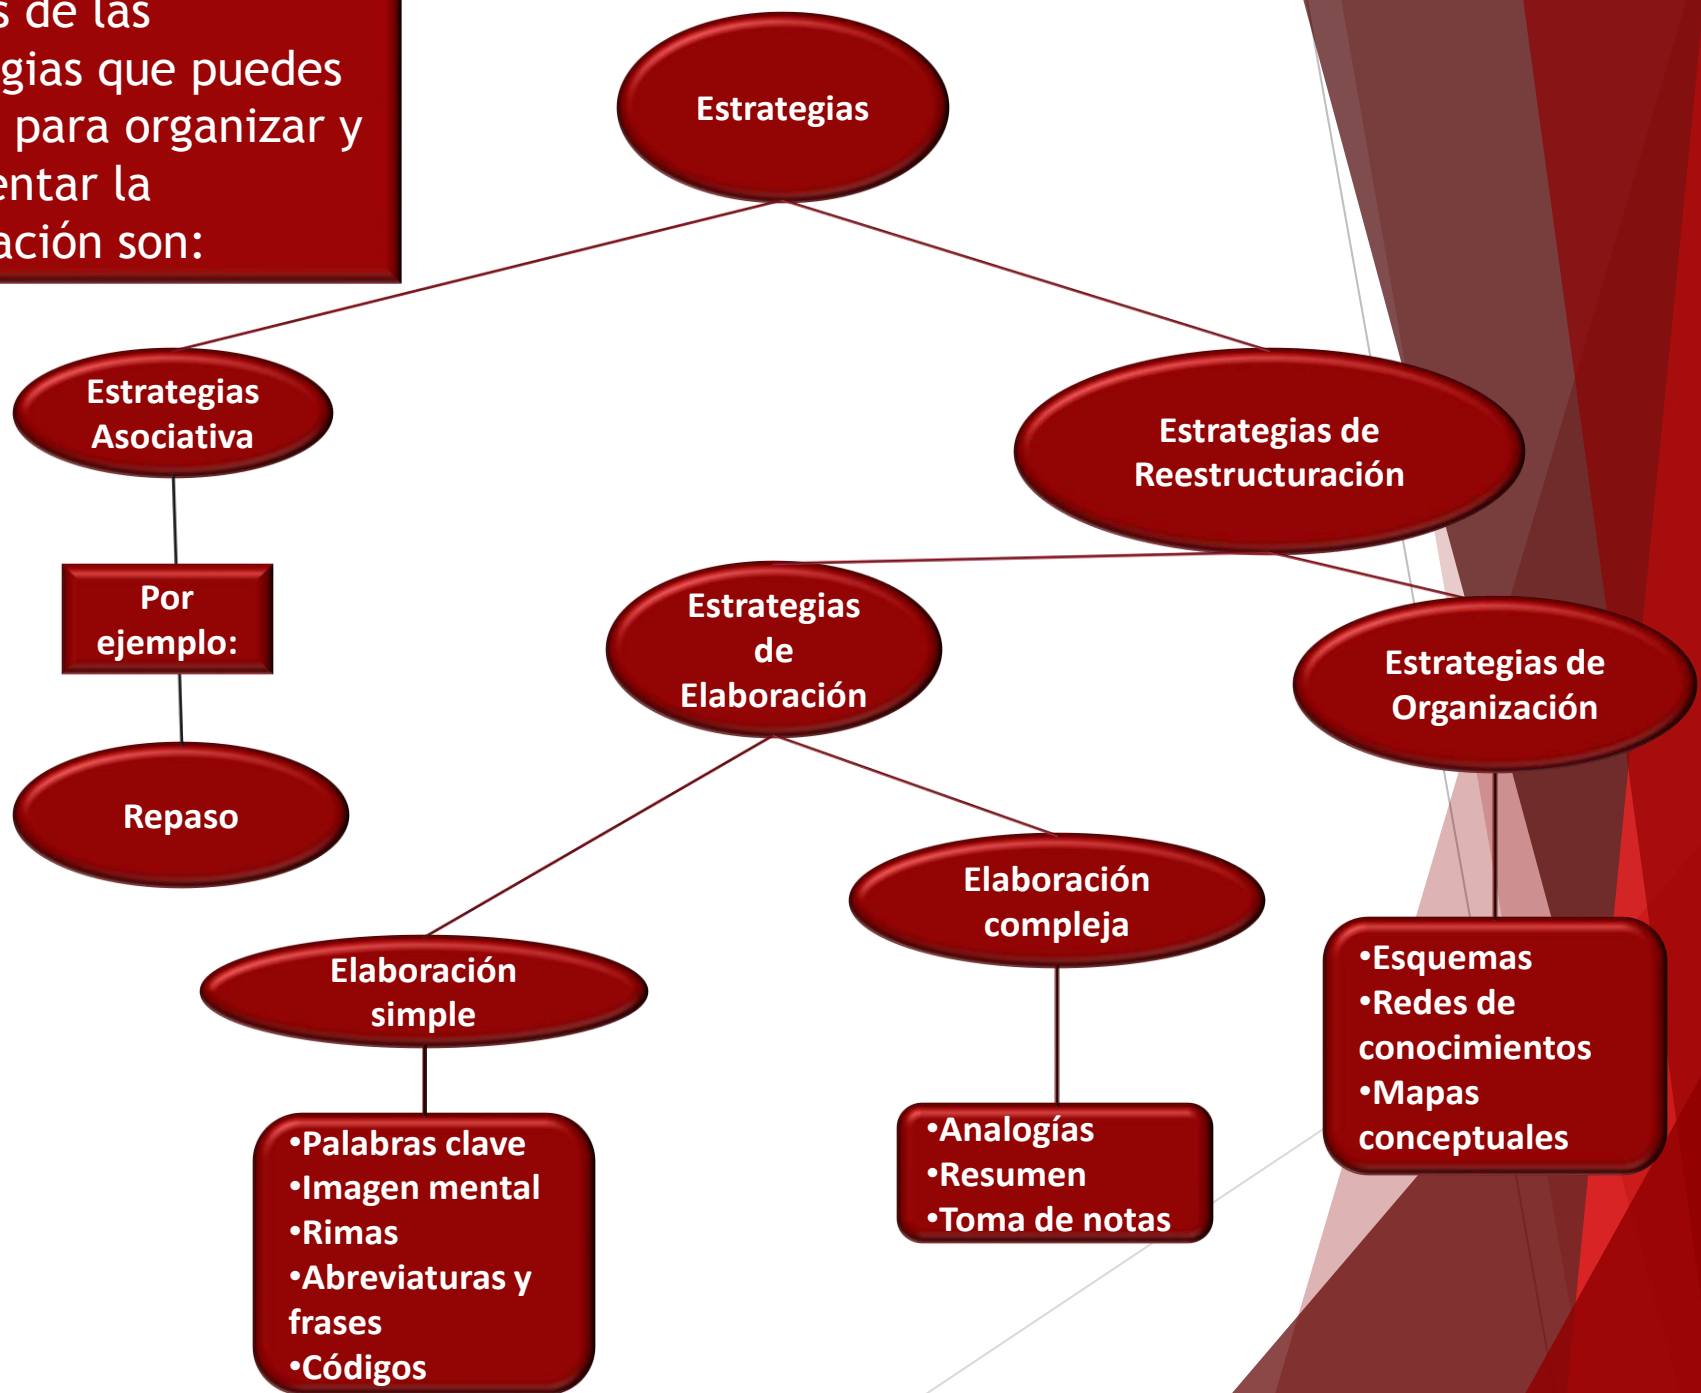 s de las
gias que puedes
para organizar y
entar la
ación son:
Estrategias
Estrategias
Asociativa
Estrategias de
Reestructuración
Por
ejemplo:
Estrategias
de
Elaboración
Estrategias de
Organización
Repaso
Elaboración
compleja
Elaboración
simple
•Esquemas
•Redes de
conocimientos
•Mapas
conceptuales
•Palabras clave
•Imagen mental
•Rimas
•Abreviaturas y
frases
•Códigos
•Analogías
•Resumen
•Toma de notas